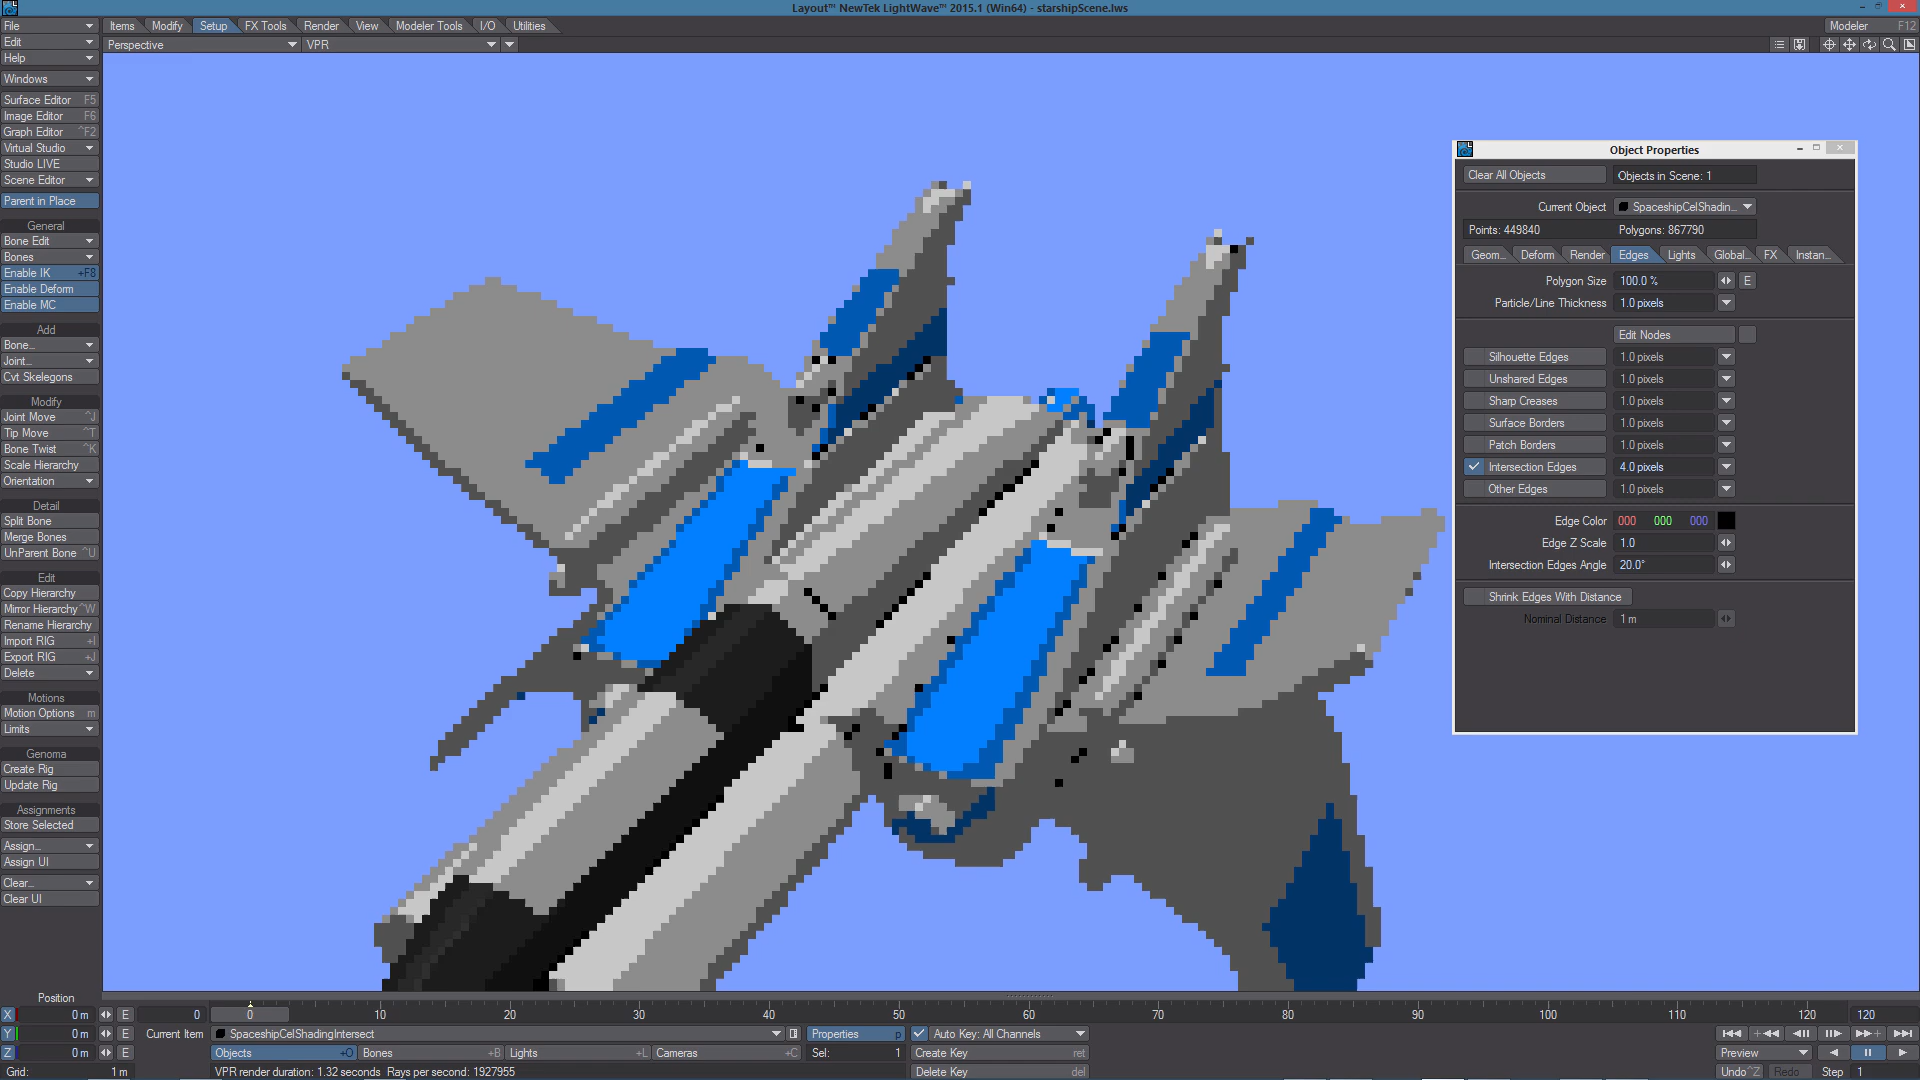 Layout™ NewTek LightWave™ 2015.1 (Win64) - starshipScene.lws
File
Items
Modify
Setup
FX Tools
Render
View
Modeler Tools
I/O
Utilities
Modeler F12
Edit
Perspective
VPR
Help
Windows
Surface Editor F5
Image Editor F6
Graph Editor ^F2
Virtual Studio
Studio LIVE
Scene Editor
Parent in Place
General
Bone Edit
Bones
Enable IK +F8
Enable Deform
Enable MC
Add
Bone...
Joint...
Cvt Skelegons
Modify
Joint Move ^J
Tip Move ^T
Bone Twist ^K
Scale Hierarchy
Orientation
Detail
Split Bone
Merge Bones
UnParent Bone ^U
Edit
Copy Hierarchy
Mirror Hierarchy ^W
Rename Hierarchy
Import RIG +I
Export RIG +J
Delete
Motions
Motion Options m
Limits
Genoma
Create Rig
Update Rig
Assignments
Store Selected
Assign...
Assign UI
Clear...
Clear UI
Object Properties
Clear All Objects
Objects in Scene: 1
Current Object SpaceshipCelShadin...
Points: 449840
Polygons: 867790
Geom...
Deform
Render
Edges
Lights
Global...
FX
Instan...
Polygon Size 100.0 % E
Particle/Line Thickness 1.0 pixels
Edit Nodes
Silhouette Edges 1.0 pixels
Unshared Edges 1.0 pixels
Sharp Creases 1.0 pixels
Surface Borders 1.0 pixels
Patch Borders 1.0 pixels
Intersection Edges 4.0 pixels
Other Edges 1.0 pixels
Edge Color 000 000 000
Edge Z Scale 1.0
Intersection Edges Angle 20.0°
Shrink Edges With Distance
Nominal Distance 1 m
Position
X 0 m E
0
0 10 20 30 40 50 60 70 80 90 100 110 120
120
Y 0 m E
Current Item SpaceshipCelShadingIntersect
Properties p
Auto Key: All Channels
Z 0 m E
Objects +O
Bones +B
Lights +L
Cameras +C
Sel: 1
Create Key ret
Preview
Grid: 1 m
VPR render duration: 1.32 seconds Rays per second: 1927955
Delete Key del
Undo ^Z
Redo
Step 1